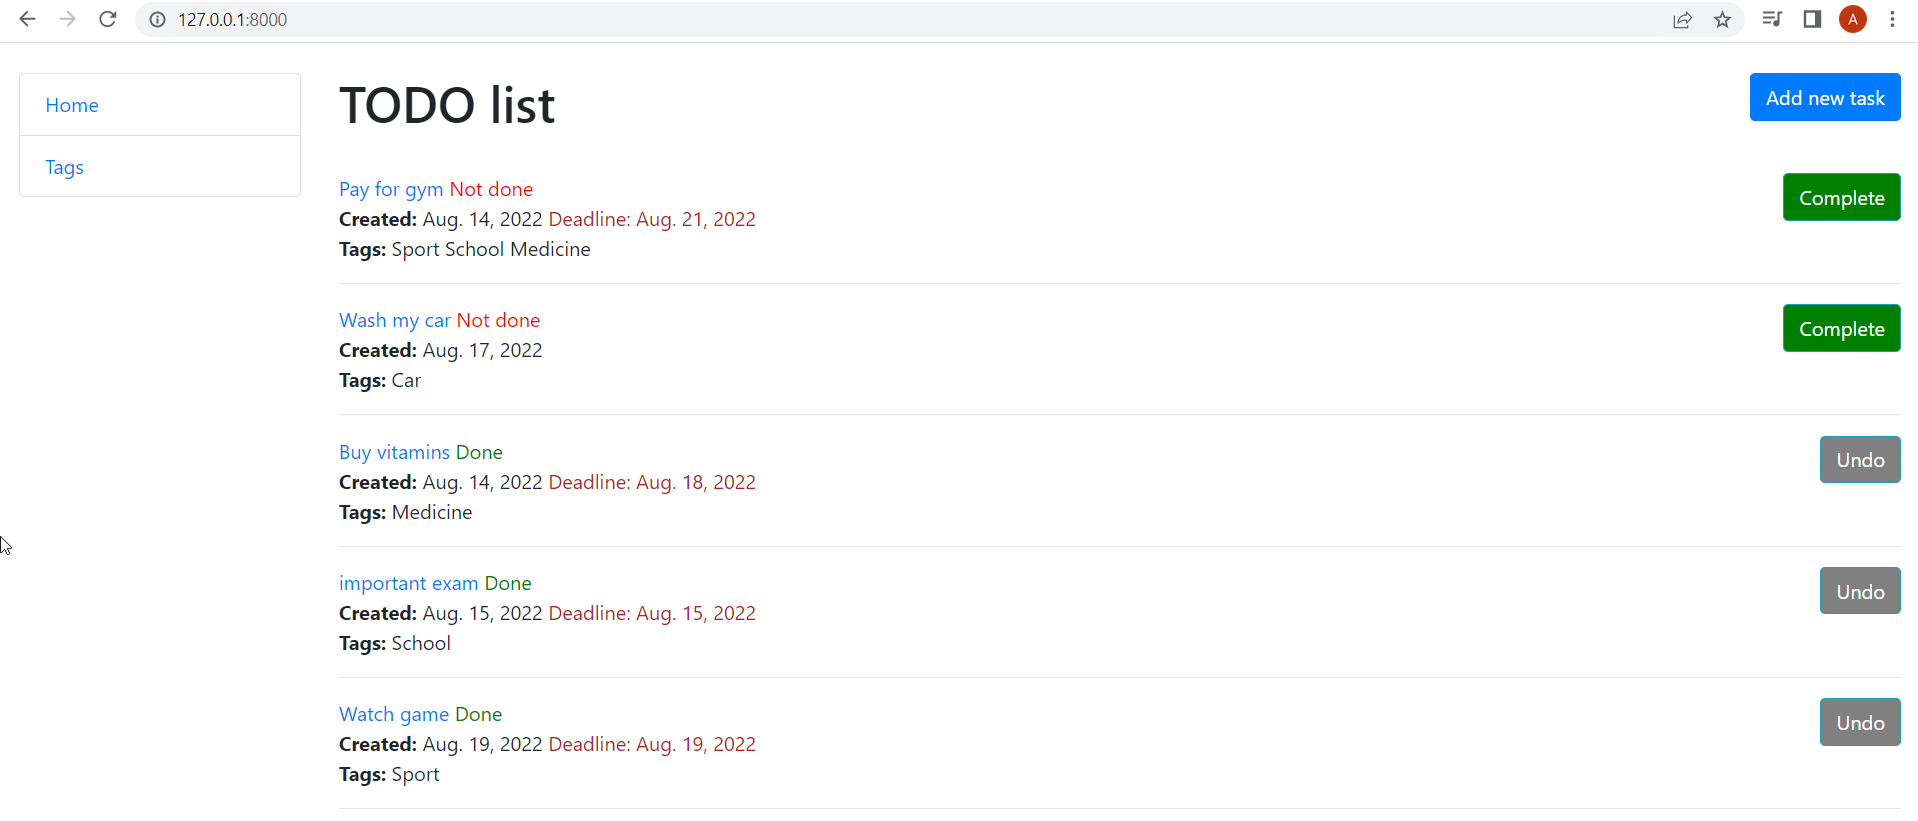 127.0.0.1:8000
A
Home
Tags
TODO list
Add new task
Pay for gym Not done
Created: Aug. 14, 2022 Deadline: Aug. 21, 2022
Tags: Sport School Medicine
Complete
Wash my car Not done
Created: Aug. 17, 2022
Tags: Car
Complete
Buy vitamins Done
Created: Aug. 14, 2022 Deadline: Aug. 18, 2022
Tags: Medicine
Undo
important exam Done
Created: Aug. 15, 2022 Deadline: Aug. 15, 2022
Tags: School
Undo
Watch game Done
Created: Aug. 19, 2022 Deadline: Aug. 19, 2022
Tags: Sport
Undo